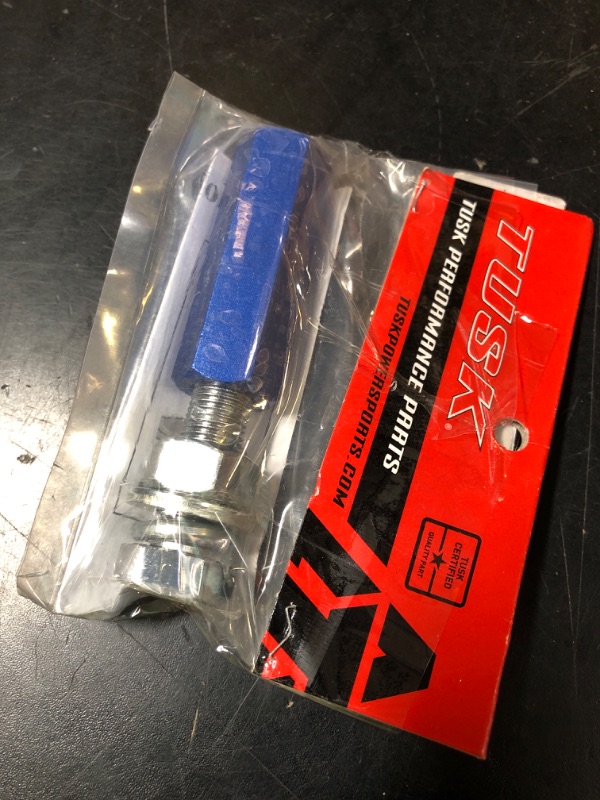 TUSK®
TUSK PERFORMANCE PARTS
TUSKPOWERSPORTS.COM
TUSK
CERTIFIED
QUALITY PART